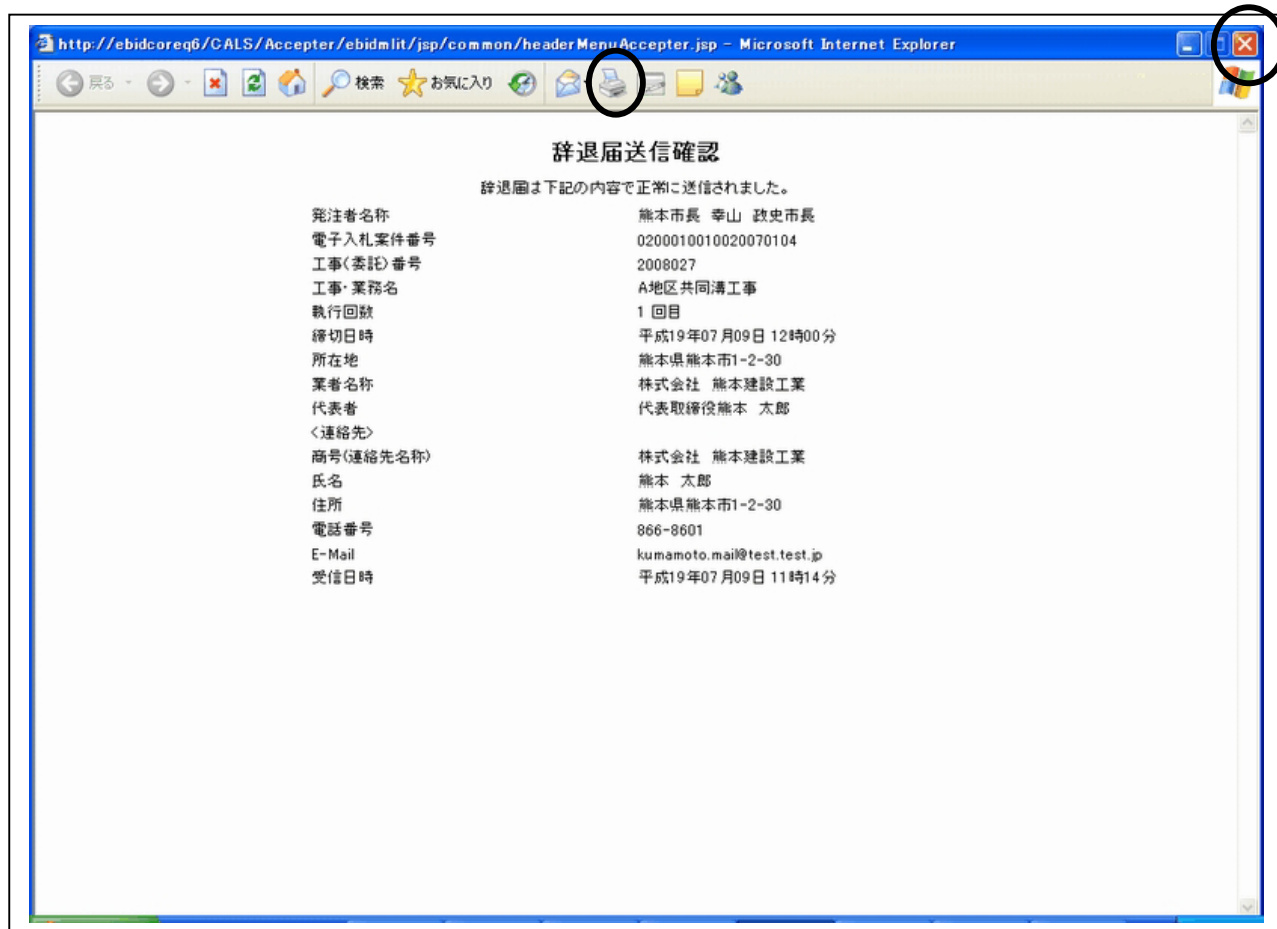 http://ebidcoreq6/CALS/Accepter/ebidmlit/jsp/common/headerMenuAccepter.jsp - Microsoft Internet Explorer
戻る 検索 お気に入り
辞退届送信確認
辞退届は下記の内容で正常に送信されました。
発注者名称 熊本市長 幸山 政史市長
電子入札案件番号 0200010010020070104
工事(委託)番号 2008027
工事・業務名 A地区共同溝工事
執行回数 1 回目
締切日時 平成19年07月09日 12時00分
所在地 熊本県熊本市1-2-30
業者名称 株式会社 熊本建設工業
代表者 代表取締役熊本 太郎
<連絡先>
商号(連絡先名称) 株式会社 熊本建設工業
氏名 熊本 太郎
住所 熊本県熊本市1-2-30
電話番号 866-8601
E-Mail kumamoto.mail@test.test.jp
受信日時 平成19年07月09日 11時14分